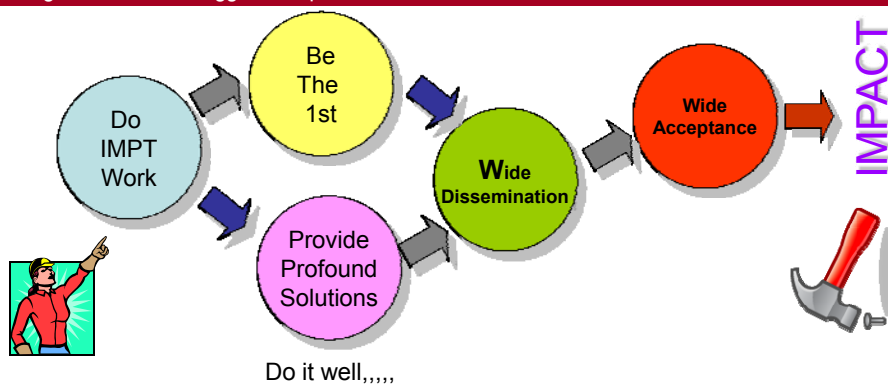 Do
IMPT
Work
Be
The
1st
Provide
Profound
Solutions
Wide
Dissemination
Wide
Acceptance
IMPACT
Do it well,,,,,